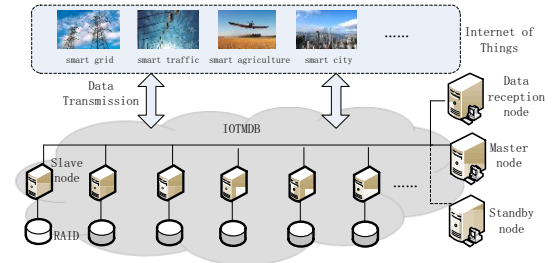 smart grid
smart traffic
smart agriculture
smart city
......
Internet of
Things
Data
Transmission
Data
reception
node
IOTMDB
Master
node
Slave
node
......
Standby
node
RAID